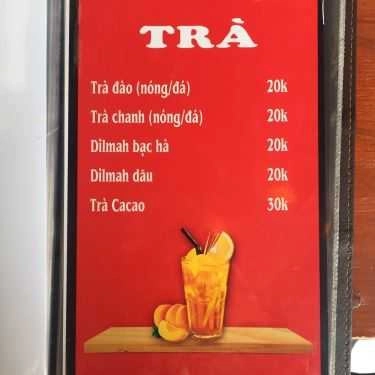 TRÀ
Trà đào (nóng/đá) 20k
Trà chanh (nóng/đá) 20k
Dilmah bạc hà 20k
Dilmah dâu 20k
Trà Cacao 30k